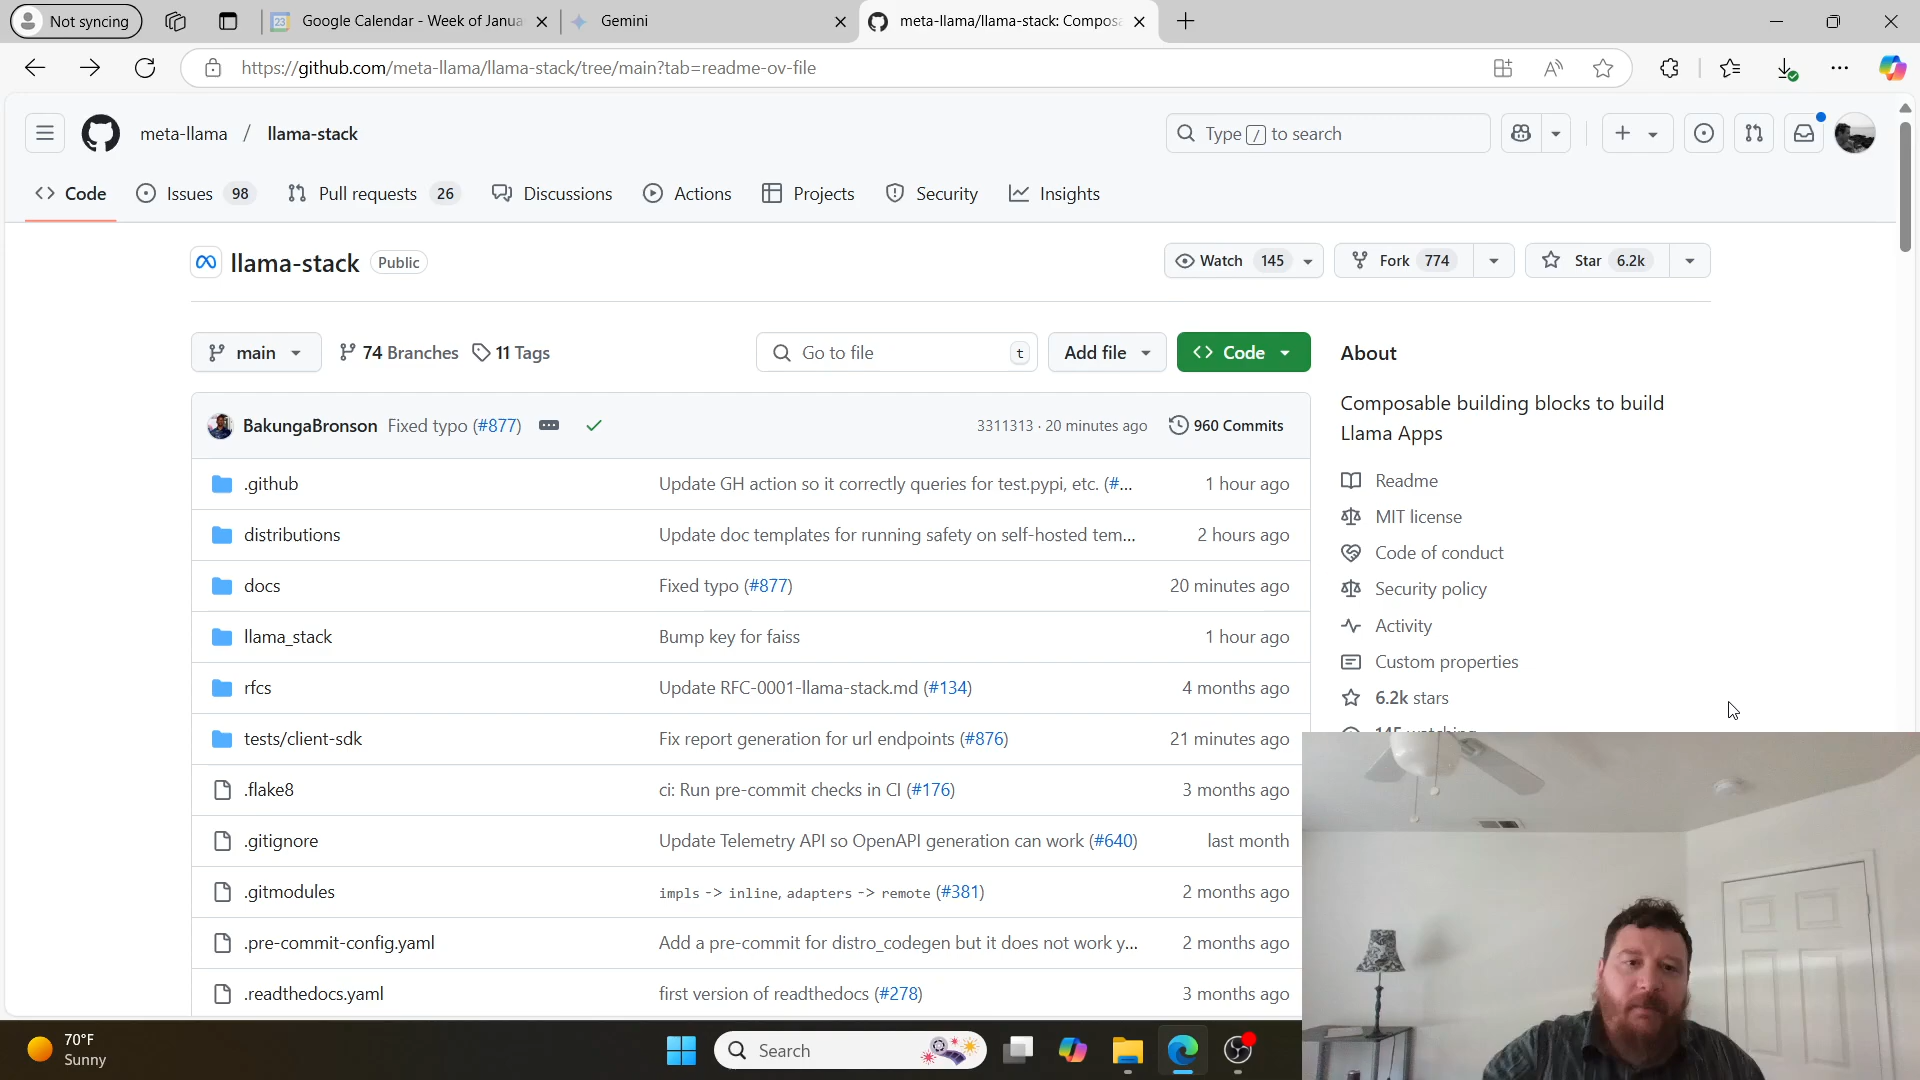 Not syncing
Google Calendar - Week of Janua
Gemini
meta-llama/llama-stack: Composa
https://github.com/meta-llama/llama-stack/tree/main?tab=readme-ov-file
meta-llama / llama-stack
Type / to search
Code
Issues 98
Pull requests 26
Discussions
Actions
Projects
Security
Insights
llama-stack Public
Watch 145
Fork 774
Star 6.2k
main
74 Branches
11 Tags
Go to file t
Add file
Code
About
Composable building blocks to build
Llama Apps
Readme
MIT license
Code of conduct
Security policy
Activity
Custom properties
6.2k stars
145 watching
BakungaBronson Fixed typo (#877) 3311313 · 20 minutes ago 960 Commits
.github Update GH action so it correctly queries for test.pypi, etc. (#... 1 hour ago
distributions Update doc templates for running safety on self-hosted tem... 2 hours ago
docs Fixed typo (#877) 20 minutes ago
llama_stack Bump key for faiss 1 hour ago
rfcs Update RFC-0001-llama-stack.md (#134) 4 months ago
tests/client-sdk Fix report generation for url endpoints (#876) 21 minutes ago
.flake8 ci: Run pre-commit checks in CI (#176) 3 months ago
.gitignore Update Telemetry API so OpenAPI generation can work (#640) last month
.gitmodules impls -> inline, adapters -> remote (#381) 2 months ago
.pre-commit-config.yaml Add a pre-commit for distro_codegen but it does not work y... 2 months ago
.readthedocs.yaml first version of readthedocs (#278) 3 months ago
70°F
Sunny
Search